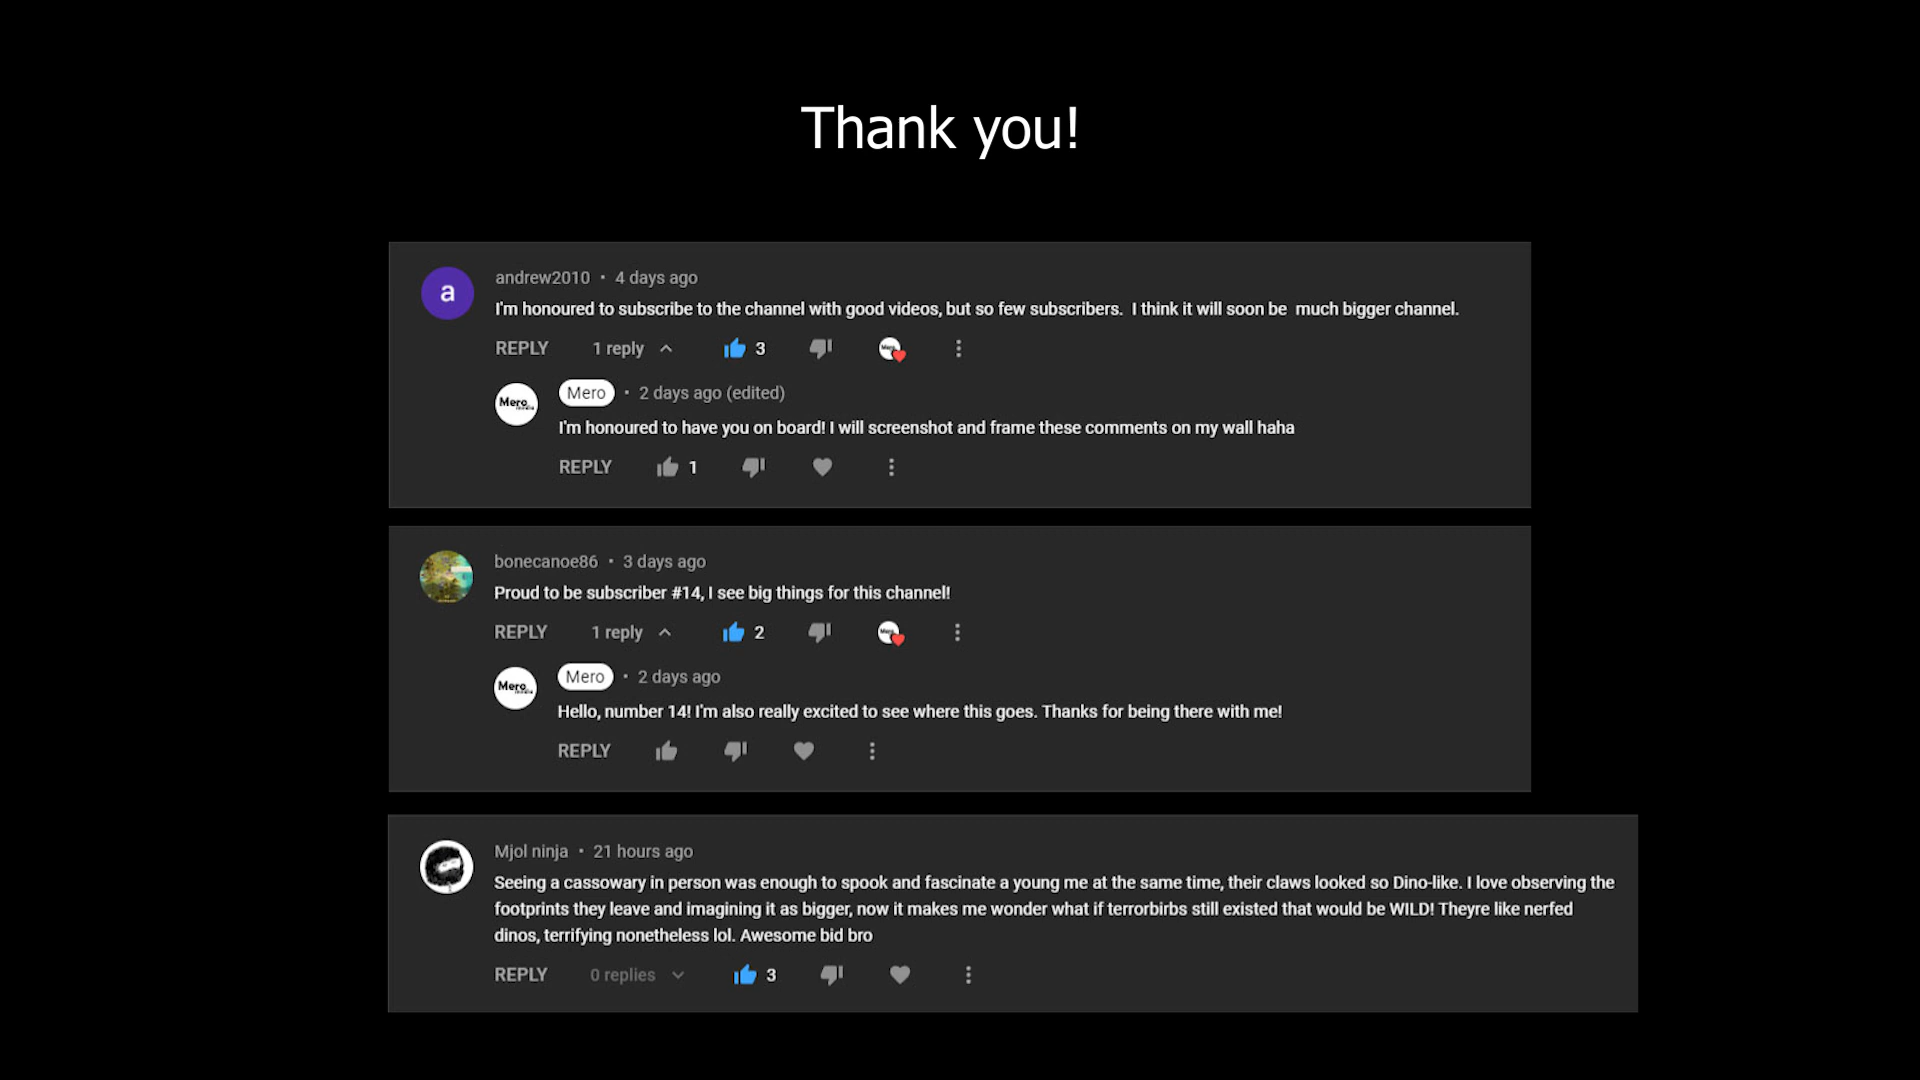 Thank you!
a
andrew2010 • 4 days ago
I'm honoured to subscribe to the channel with good videos, but so few subscribers.  I think it will soon be  much bigger channel.
REPLY 1 reply 3
Mero
Mero • 2 days ago (edited)
I'm honoured to have you on board! I will screenshot and frame these comments on my wall haha
REPLY 1
bonecanoe86 • 3 days ago
Proud to be subscriber #14, I see big things for this channel!
REPLY 1 reply 2
Mero
Mero • 2 days ago
Hello, number 14! I'm also really excited to see where this goes. Thanks for being there with me!
REPLY
Mjol ninja • 21 hours ago
Seeing a cassowary in person was enough to spook and fascinate a young me at the same time, their claws looked so Dino-like. I love observing the
footprints they leave and imagining it as bigger, now it makes me wonder what if terrorbirbs still existed that would be WILD! Theyre like nerfed
dinos, terrifying nonetheless lol. Awesome bid bro
REPLY 0 replies 3